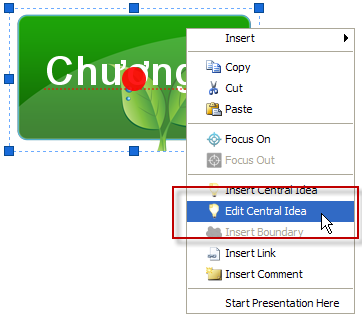 Chương
Insert
Copy
Cut
Paste
Focus On
Focus Out
Insert Central Idea
Edit Central Idea
Insert Boundary
Insert Link
Insert Comment
Start Presentation Here